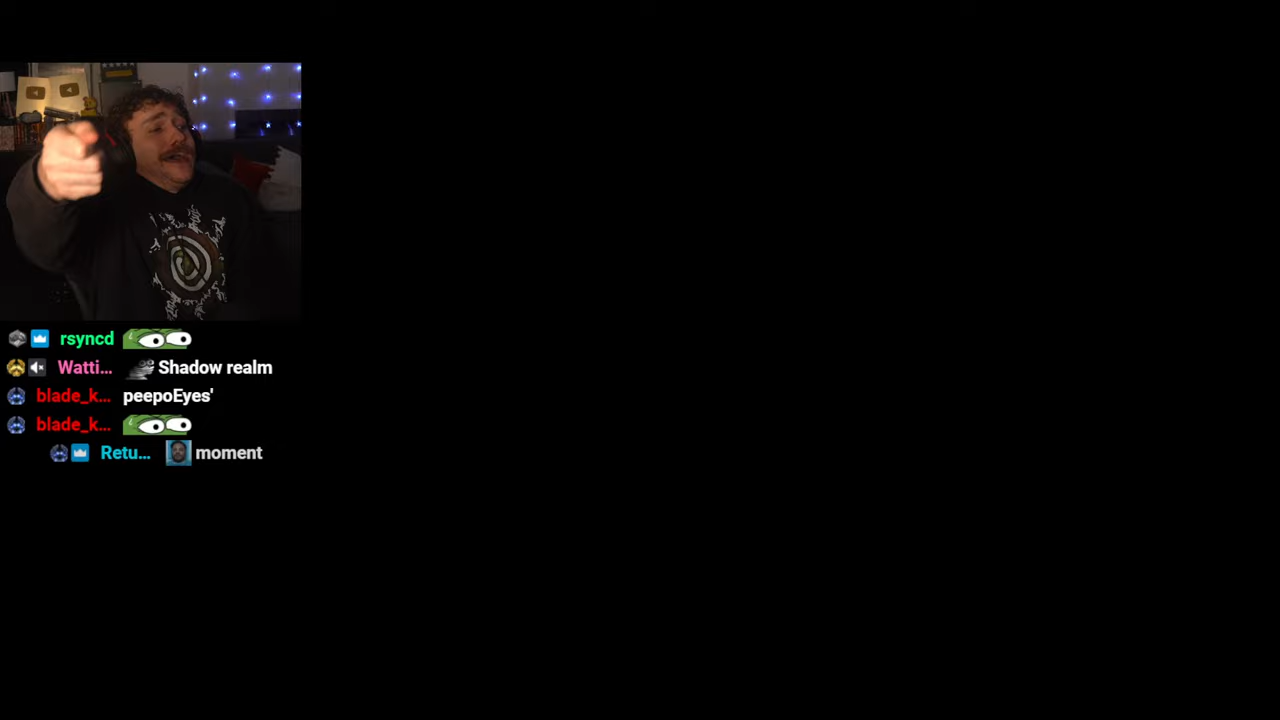 rsyncd
Watti... Shadow realm
blade_k... peepoEyes'
blade_k...
Retu... moment